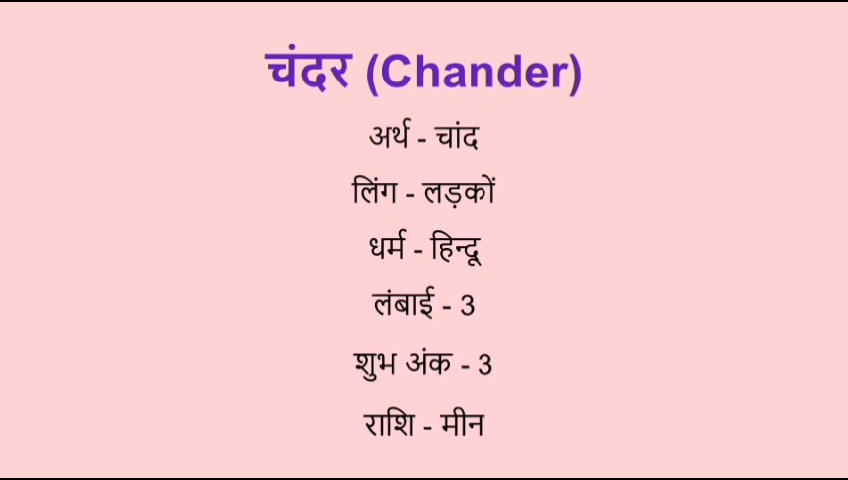 चंदर (Chander)
अर्थ - चांद
लिंग - लड़कों
धर्म - हिन्दू
लंबाई - 3
शुभ अंक - 3
राशि - मीन